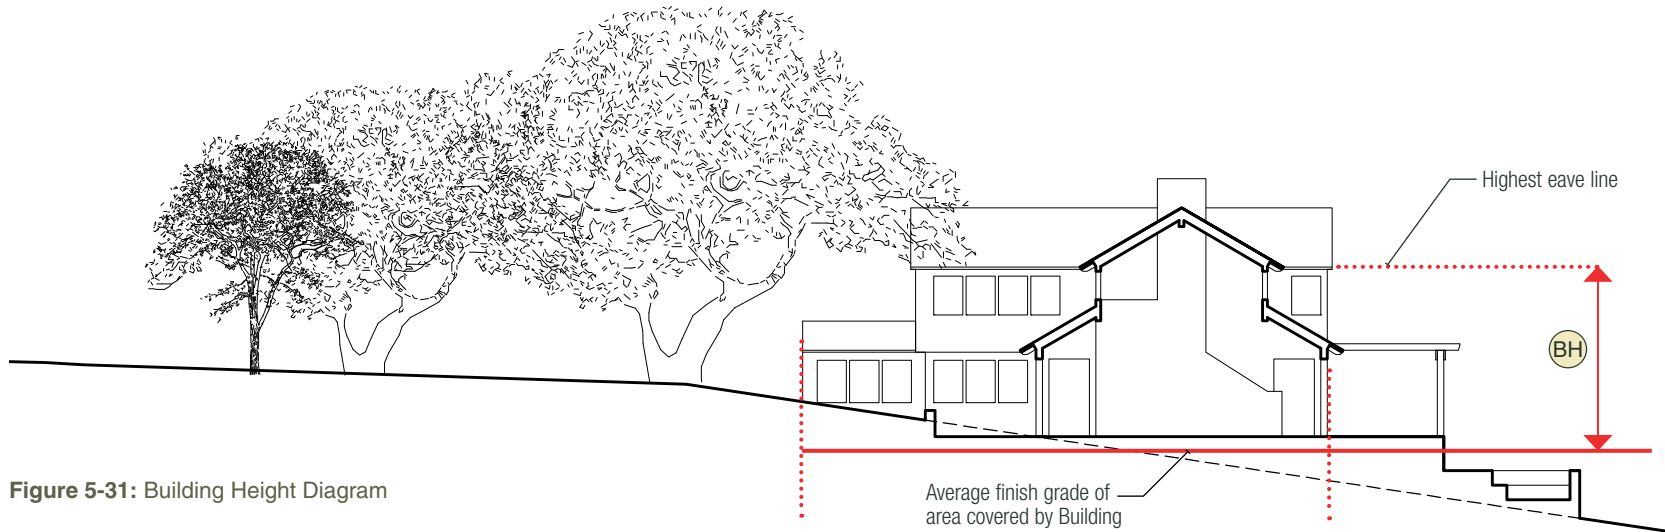 Highest eave line
BH
Average finish grade of
area covered by Building
Figure 5-31: Building Height Diagram